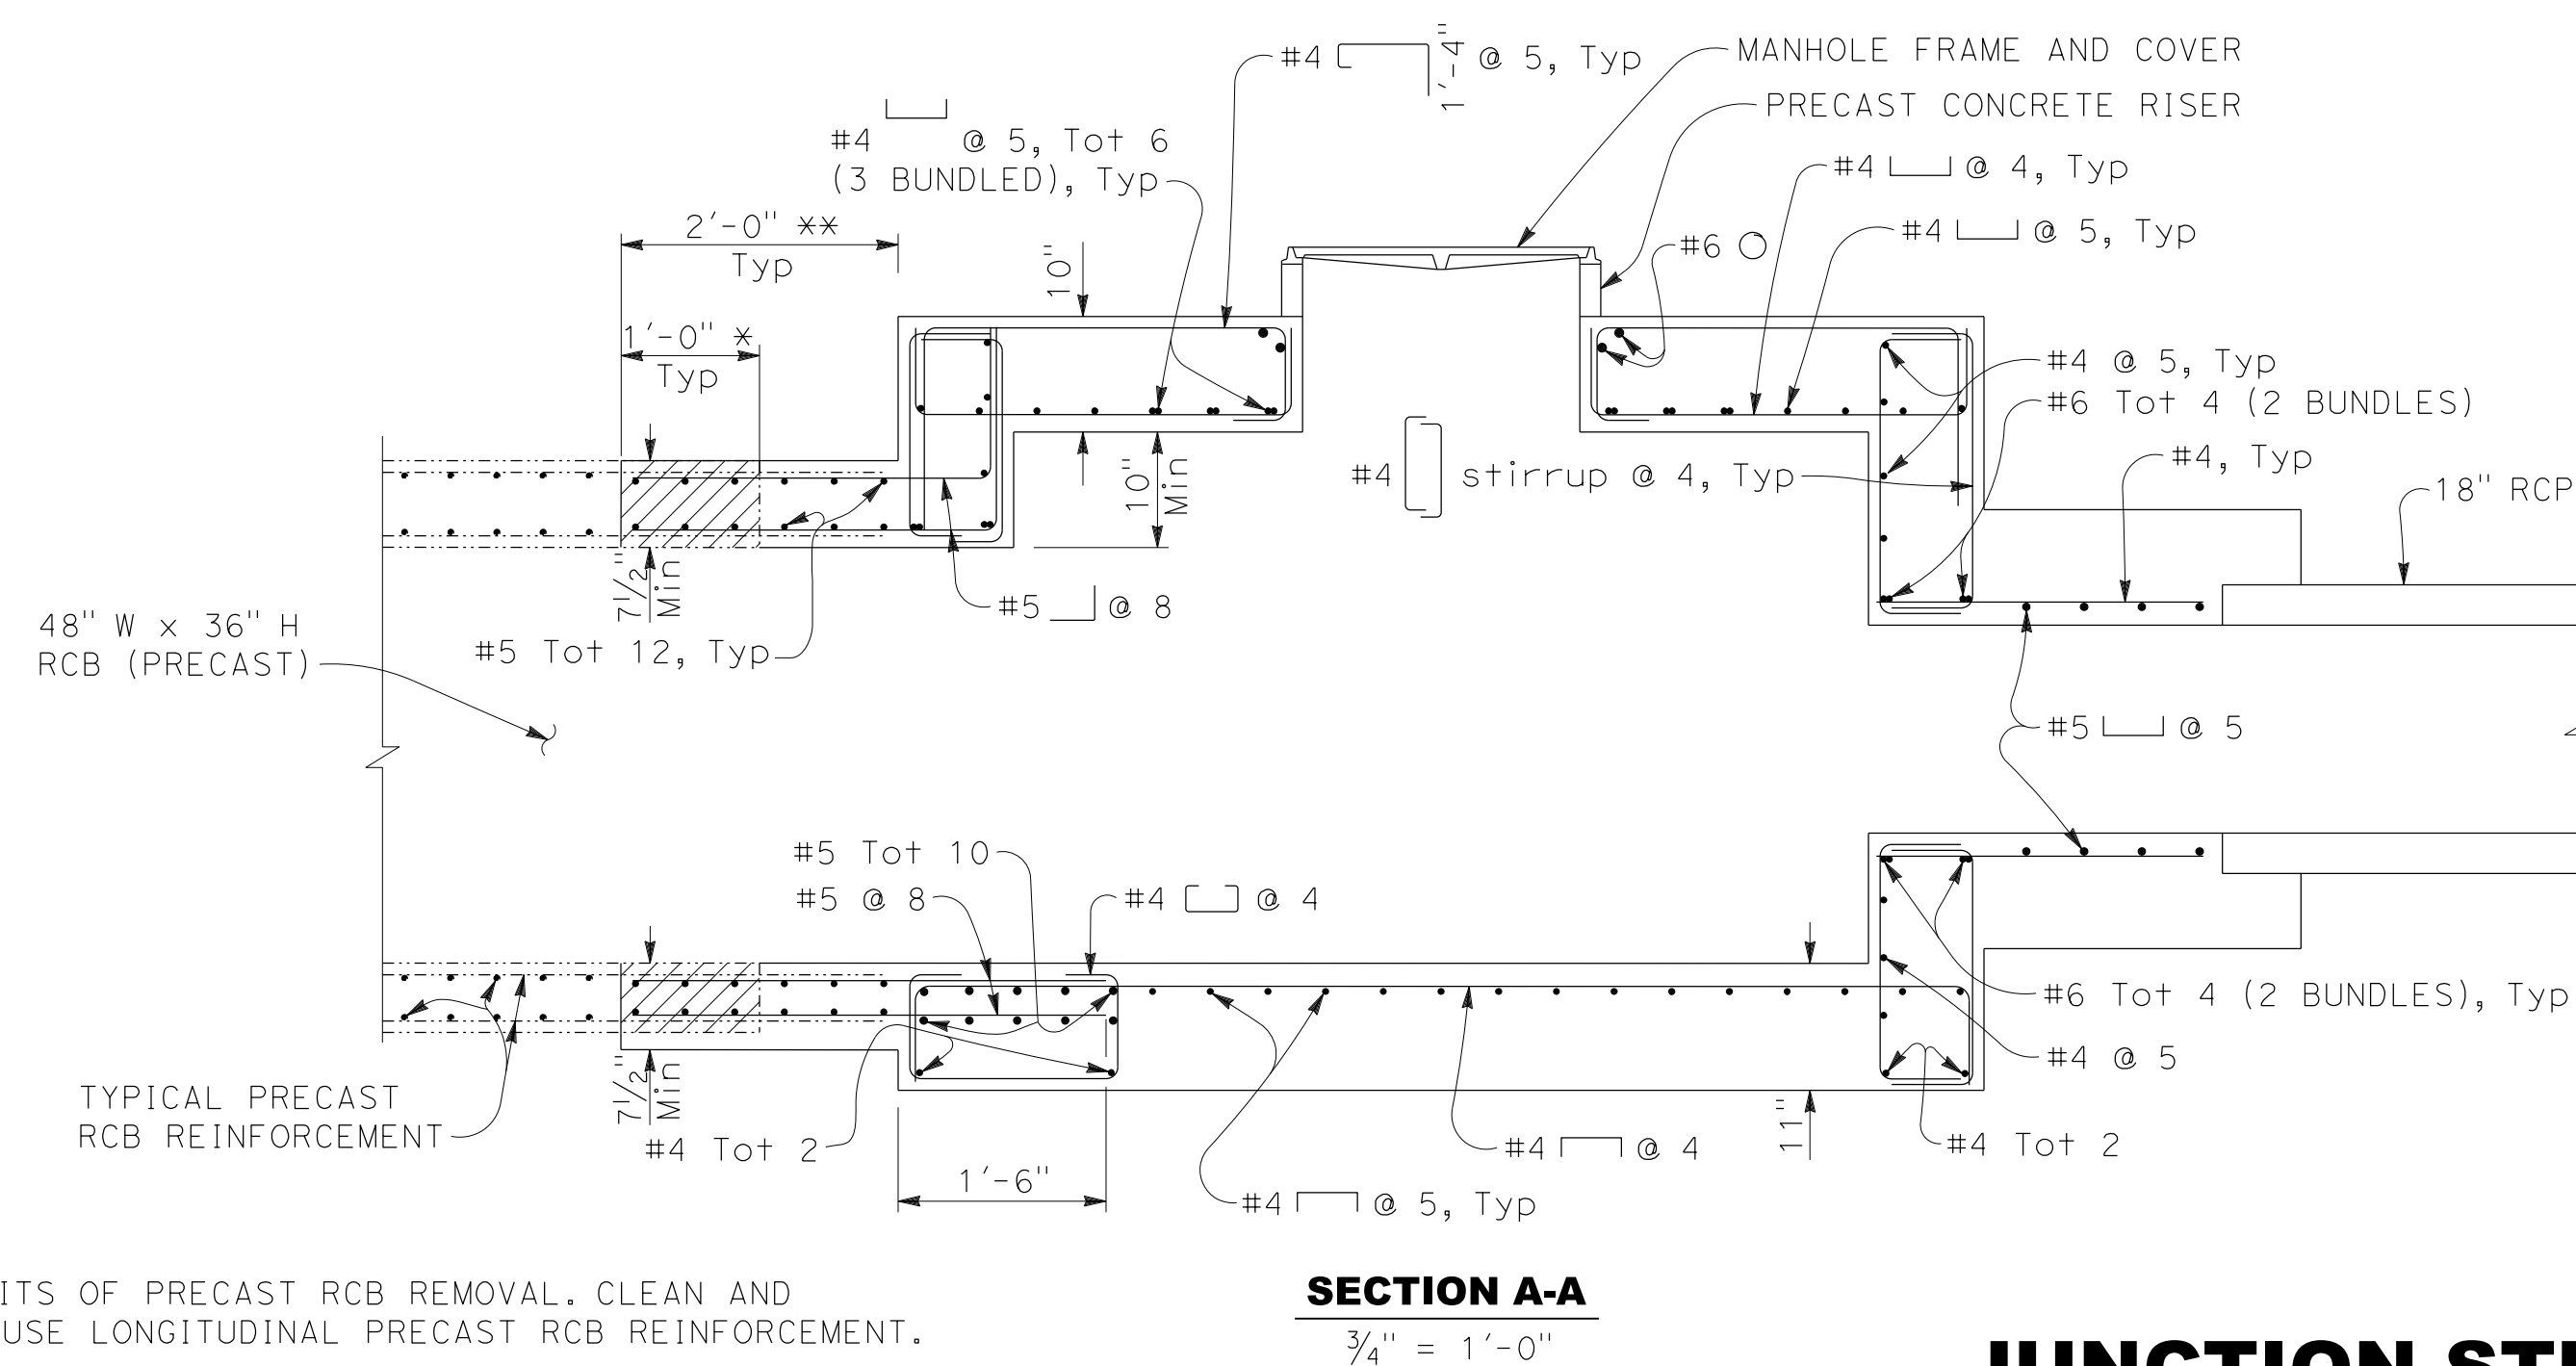 #4 @ 5, Typ
1'-4"
MANHOLE FRAME AND COVER
PRECAST CONCRETE RISER
#4 @ 5, Tot 6
(3 BUNDLED), Typ
#4 @ 4, Typ
2'-0" **
Typ
10"
#6
#4 @ 5, Typ
1'-0" *
Typ
#4 @ 5, Typ
#6 Tot 4 (2 BUNDLES)
#4, Typ
10"
Min
#4 stirrup @ 4, Typ
18" RCP
7 1/2"
Min
#5 @ 8
48" W x 36" H
RCB (PRECAST)
#5 Tot 12, Typ
#5 @ 5
#5 Tot 10
#5 @ 8
#4 @ 4
#6 Tot 4 (2 BUNDLES), Typ
#4 @ 5
TYPICAL PRECAST
RCB REINFORCEMENT
7 1/2"
Min
#4 Tot 2
1'-6"
#4 @ 4
11"
#4 Tot 2
#4 @ 5, Typ
ITS OF PRECAST RCB REMOVAL. CLEAN AND
USE LONGITUDINAL PRECAST RCB REINFORCEMENT.
SECTION A-A
3/4" = 1'-0"